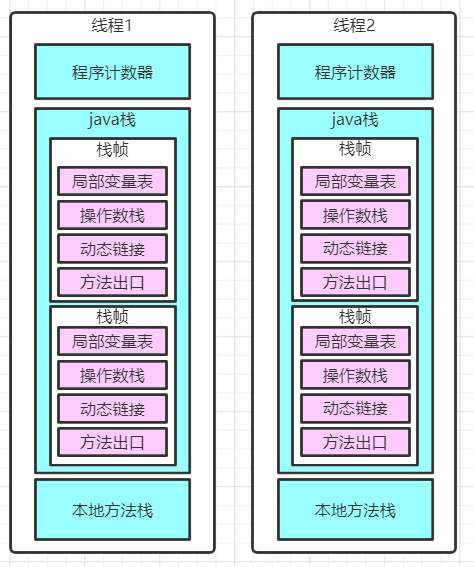 线程1
程序计数器
java栈
栈帧
局部变量表
操作数栈
动态链接
方法出口
栈帧
局部变量表
操作数栈
动态链接
方法出口
本地方法栈
线程2
程序计数器
java栈
栈帧
局部变量表
操作数栈
动态链接
方法出口
栈帧
局部变量表
操作数栈
动态链接
方法出口
本地方法栈